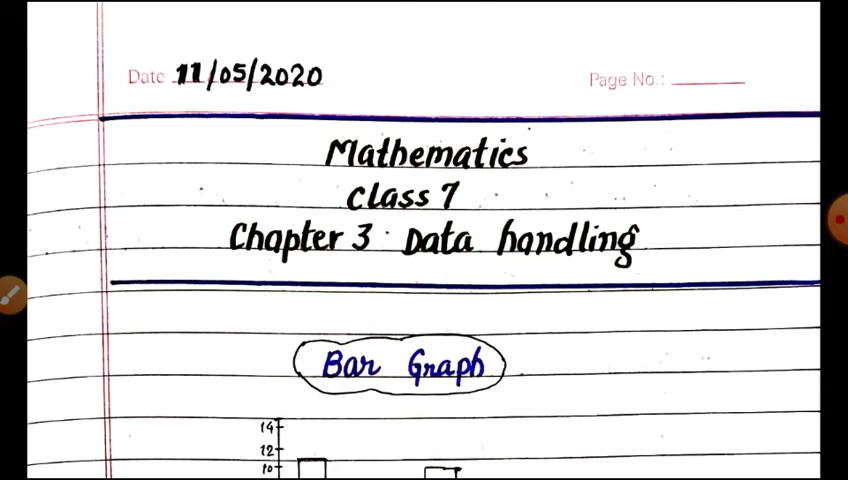 Date 11/05/2020 Page No.:
Mathematics
Class 7
Chapter 3 Data handling
Bar Graph
14
12
10